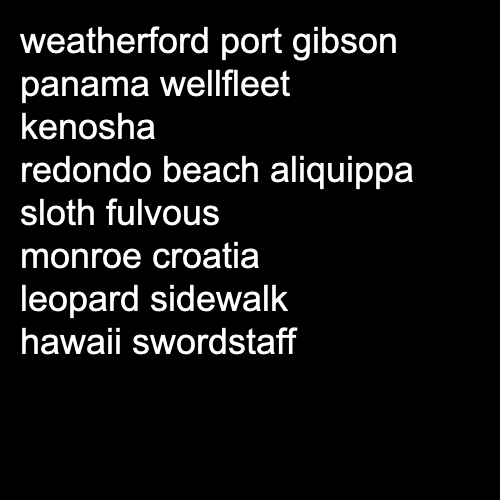 weatherford port gibson
panama wellfleet
kenosha
redondo beach aliquippa
sloth fulvous
monroe croatia
leopard sidewalk
hawaii swordstaff